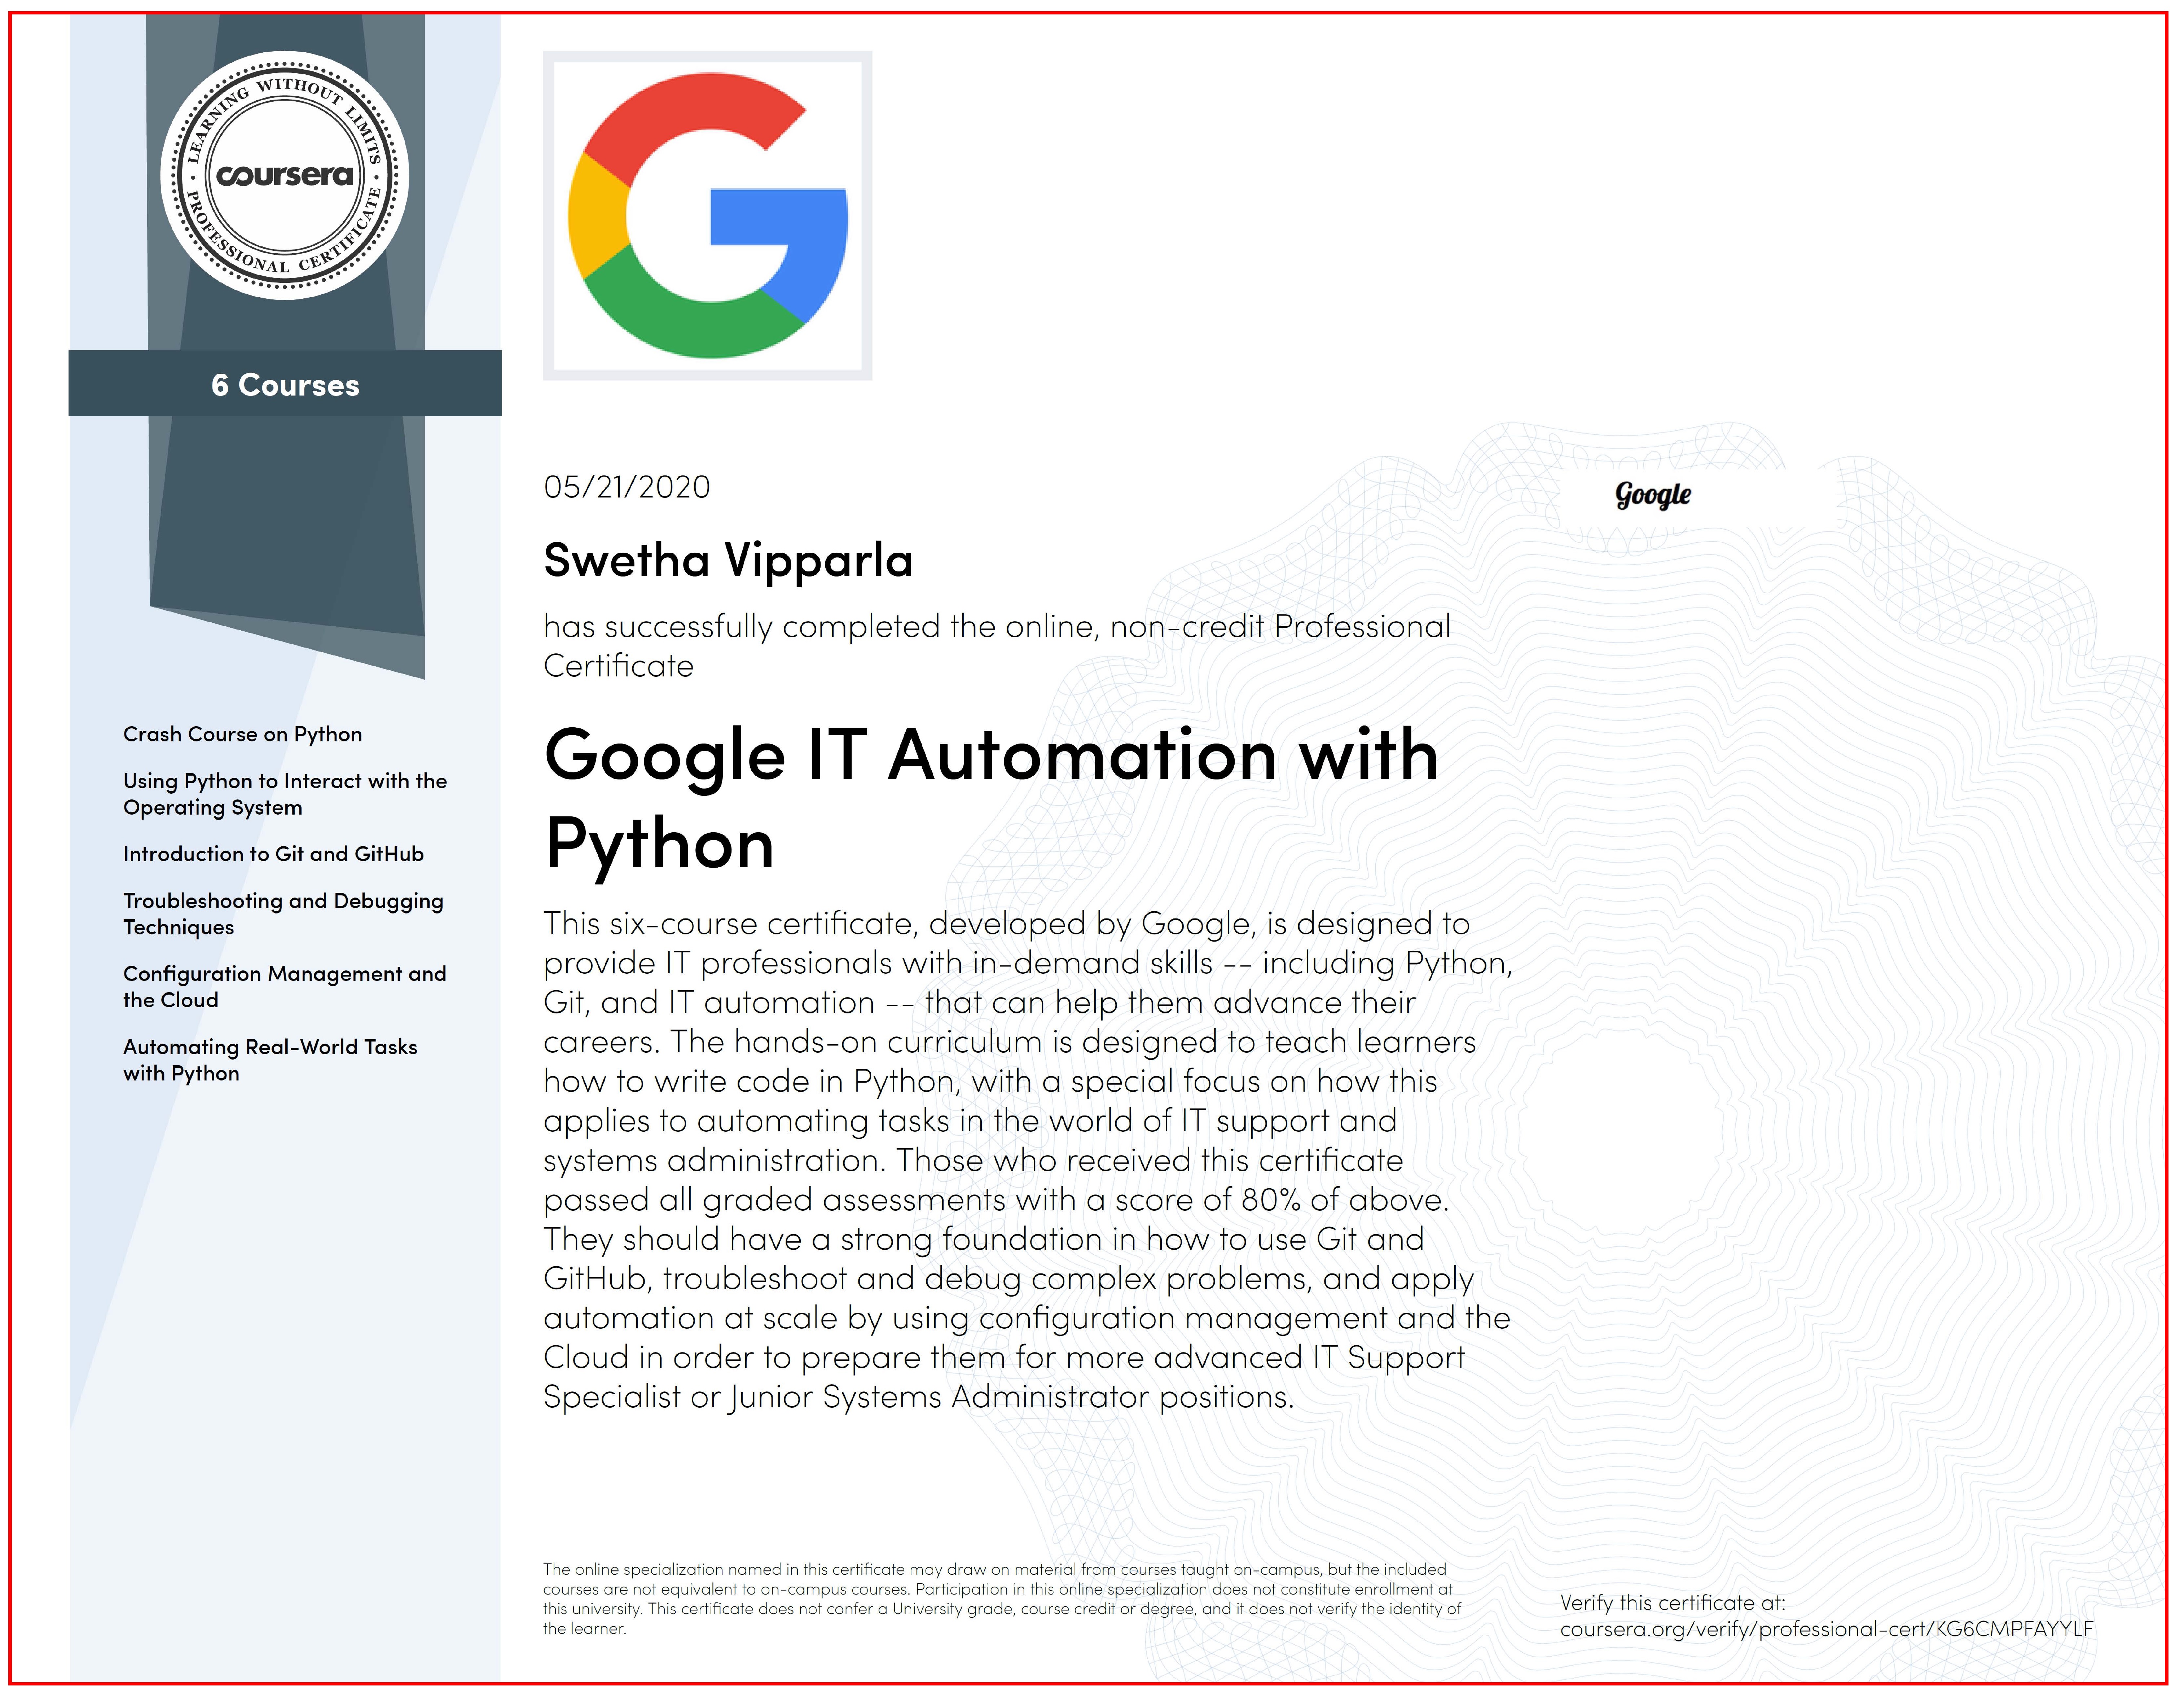 LEARNING WITHOUT LIMITS
coursera
PROFESSIONAL CERTIFICATE
6 Courses
Crash Course on Python
Using Python to Interact with the
Operating System
Introduction to Git and GitHub
Troubleshooting and Debugging
Techniques
Configuration Management and
the Cloud
Automating Real-World Tasks
with Python
05/21/2020
Swetha Vipparla
has successfully completed the online, non-credit Professional
Certificate
Google IT Automation with
Python
This six-course certificate, developed by Google, is designed to
provide IT professionals with in-demand skills -- including Python,
Git, and IT automation -- that can help them advance their
careers. The hands-on curriculum is designed to teach learners
how to write code in Python, with a special focus on how this
applies to automating tasks in the world of IT support and
systems administration. Those who received this certificate
passed all graded assessments with a score of 80% of above.
They should have a strong foundation in how to use Git and
GitHub, troubleshoot and debug complex problems, and apply
automation at scale by using configuration management and the
Cloud in order to prepare them for more advanced IT Support
Specialist or Junior Systems Administrator positions.
The online specialization named in this certificate may draw on material from courses taught on-campus, but the included
courses are not equivalent to on-campus courses. Participation in this online specialization does not constitute enrollment at
this university. This certificate does not confer a University grade, course credit or degree, and it does not verify the identity of
the learner.
Google
Verify this certificate at:
coursera.org/verify/professional-cert/KG6CMPFAYYLF